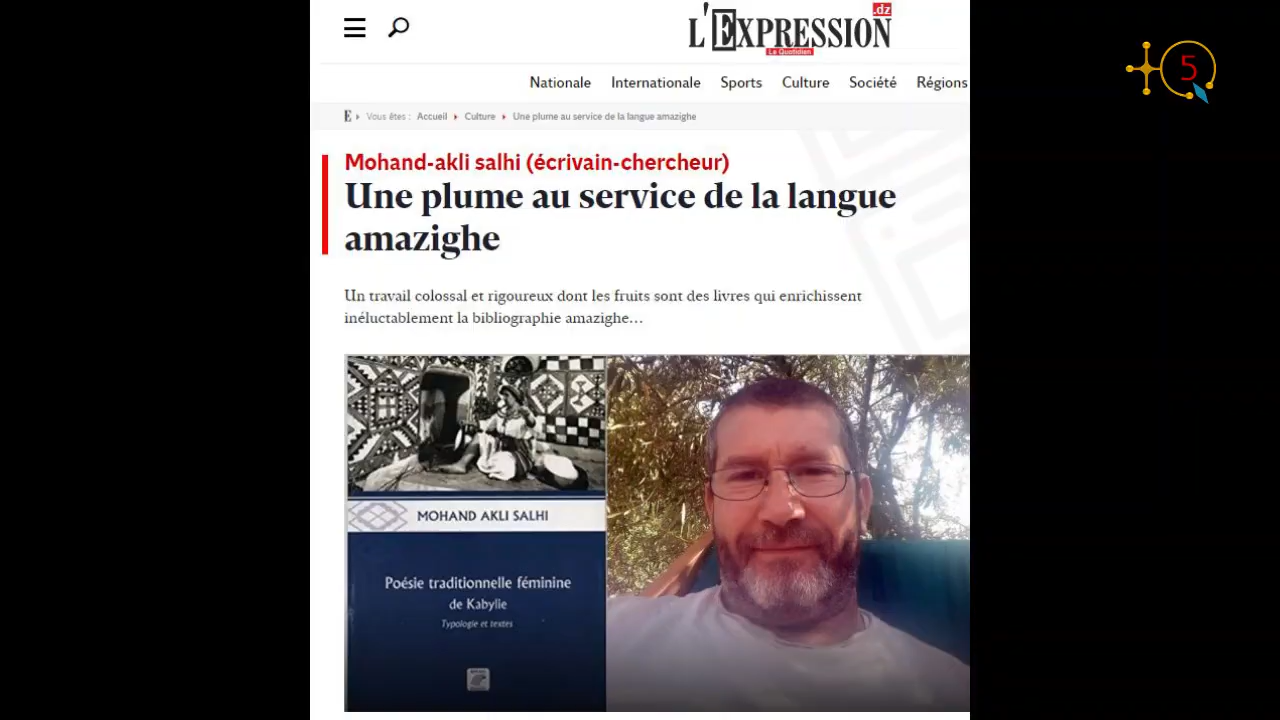 L'EXPRESSION
.dz
Le Quotidien
Nationale Internationale Sports Culture Société Régions
E Vous êtes : Accueil Culture Une plume au service de la langue amazighe
Mohand-akli salhi (écrivain-chercheur)
Une plume au service de la langue
amazighe
Un travail colossal et rigoureux dont les fruits sont des livres qui enrichissent
inéluctablement la bibliographie amazighe...
MOHAND AKLI SALHI
Poésie traditionnelle féminine
de Kabylie
Typologie et textes
5